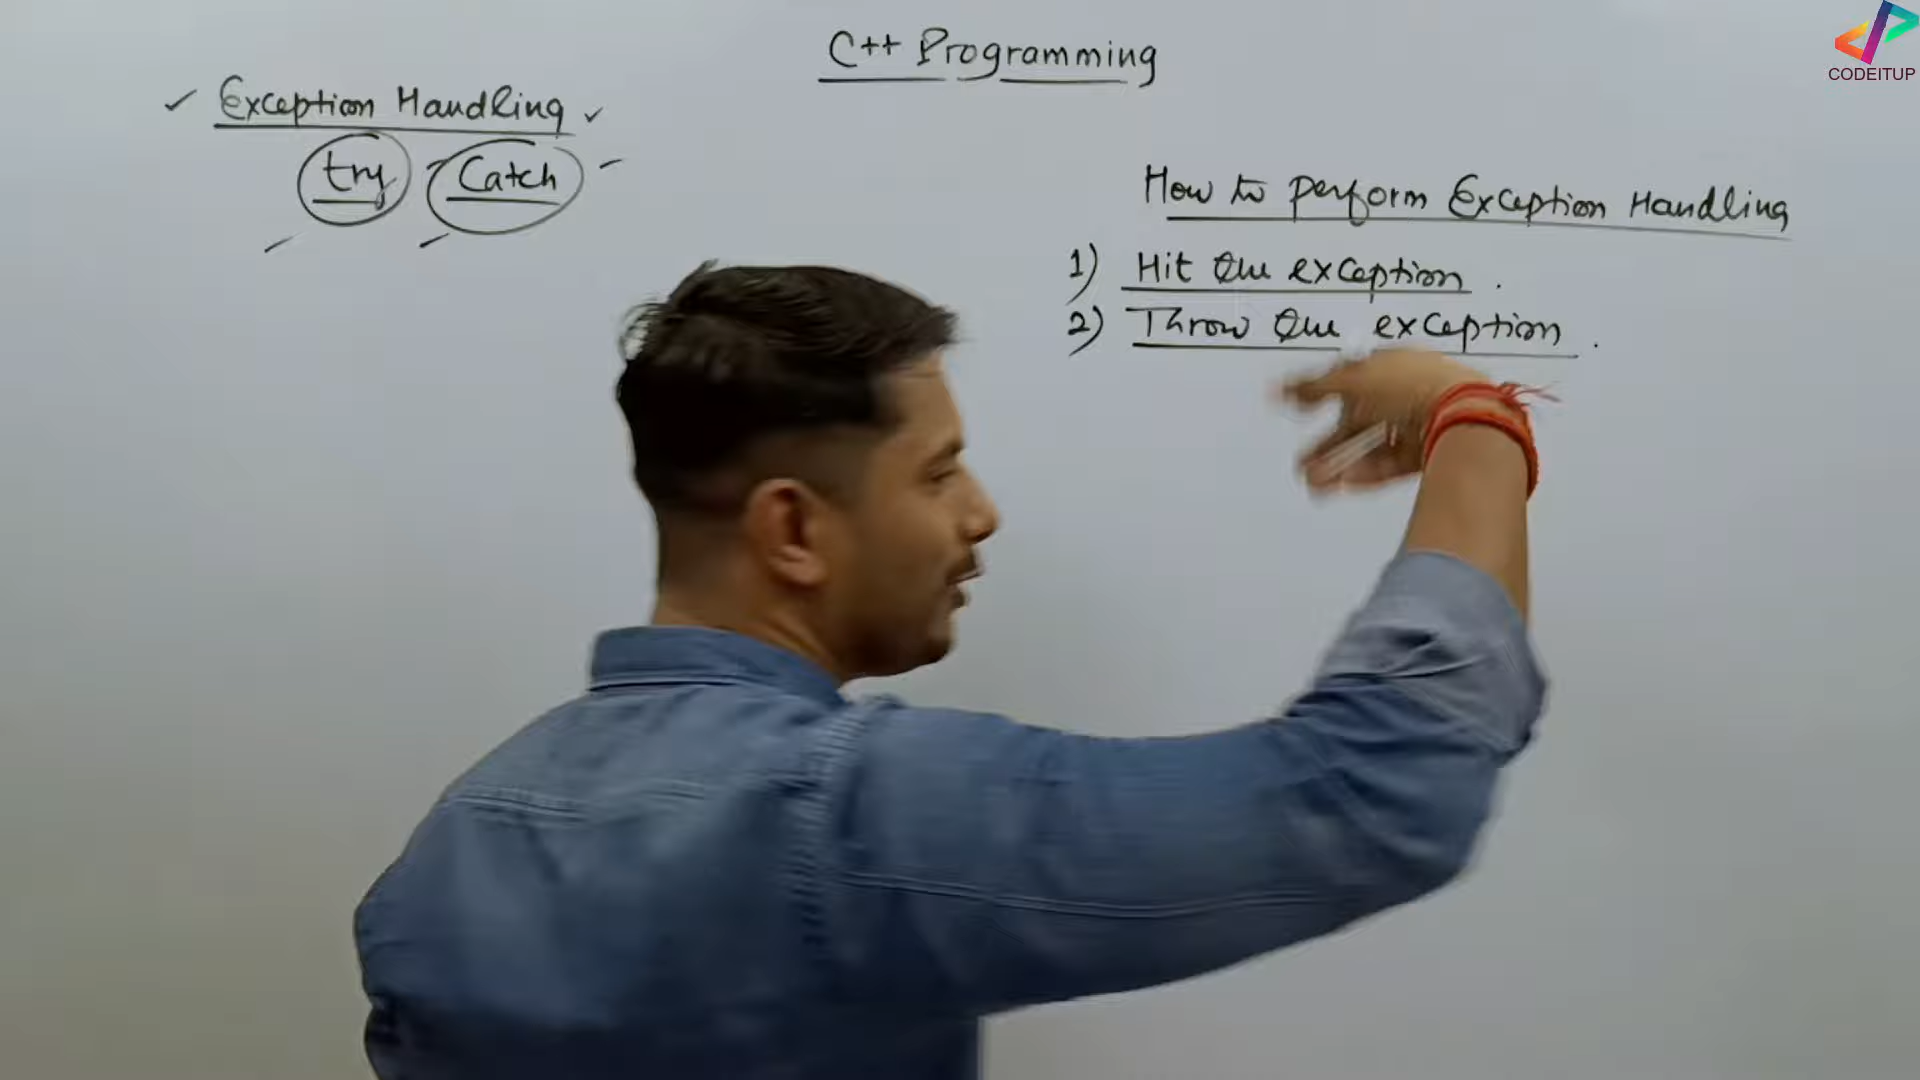 C++ Programming
CODEITUP
Exception Handling
try Catch
How to perform Exception Handling
1) Hit the exception.
2) Throw the exception.